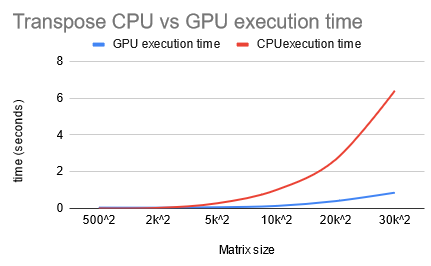 Transpose CPU vs GPU execution time
GPU execution time CPUexecution time
8
6
4
2
0
time (seconds)
500^2 2k^2 5k^2 10k^2 20k^2 30k^2
Matrix size